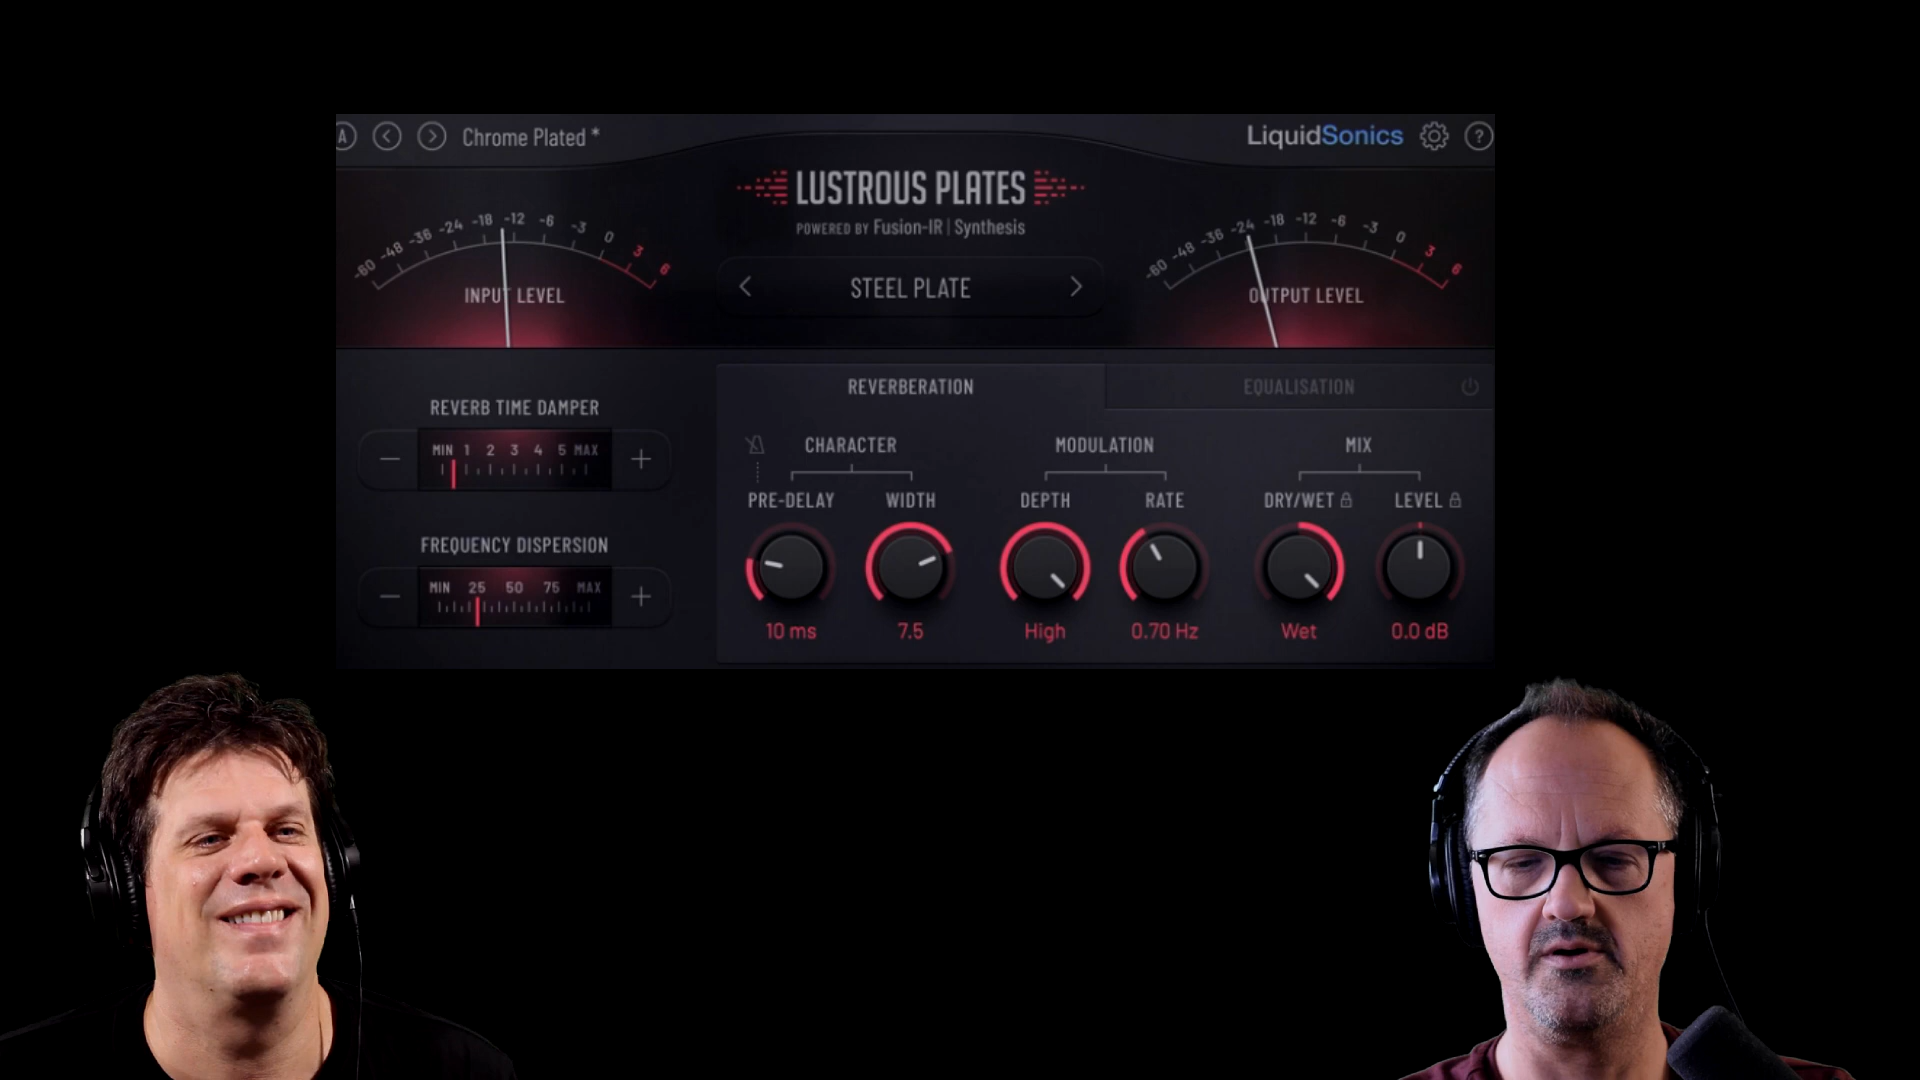 A Chrome Plated *
LiquidSonics ?
LUSTROUS PLATES
POWERED BY Fusion-IR | Synthesis
-60 -48 -36 -24 -18 -12 -6 -3 0 3 6
INPUT LEVEL
STEEL PLATE
-60 -48 -36 -24 -18 -12 -6 -3 0 3 6
OUTPUT LEVEL
REVERB TIME DAMPER
MIN 1 2 3 4 5 MAX
FREQUENCY DISPERSION
MIN 25 50 75 MAX
REVERBERATION
EQUALISATION
CHARACTER
MODULATION
MIX
PRE-DELAY WIDTH DEPTH RATE DRY/WET LEVEL
10 ms 7.5 High 0.70 Hz Wet 0.0 dB